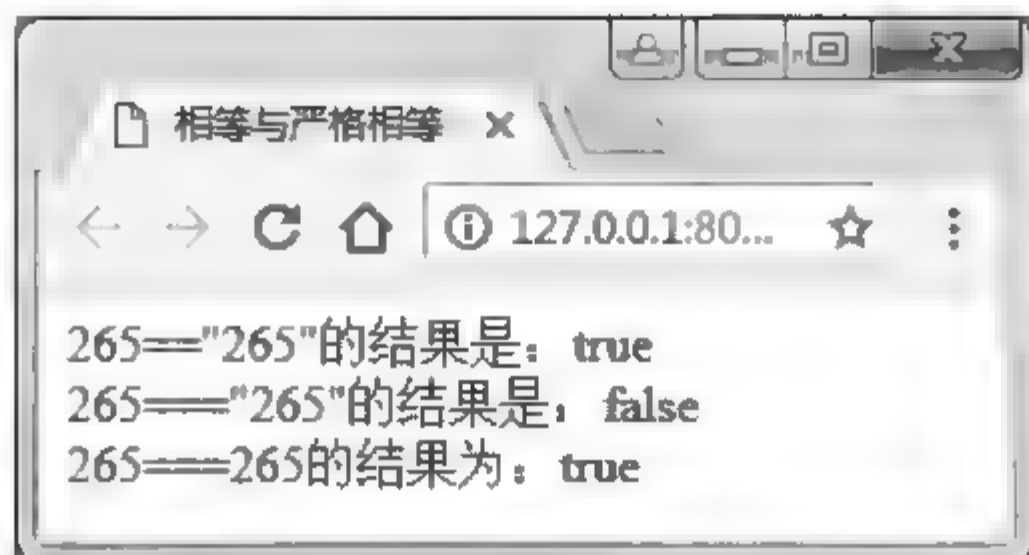 相等与严格相等
127.0.0.1:80...
265=="265"的结果是：true
265==="265"的结果是：false
265===265的结果为：true